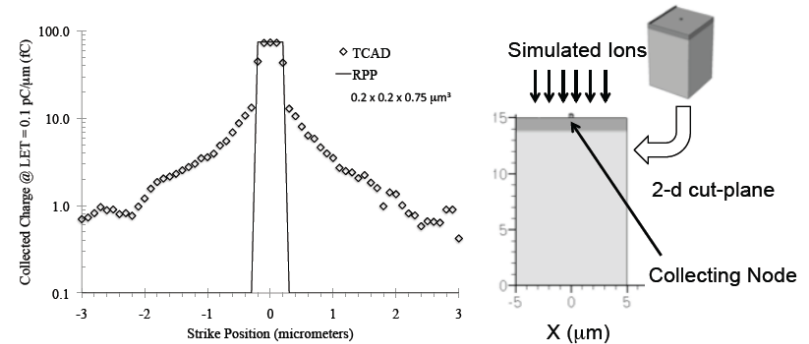 100.0
10.0
1.0
0.1
Collected Charge @ LET = 0.1 pC/μm (fC)
-3 -2 -1 0 1 2 3
Strike Position (micrometers)
TCAD
RPP
0.2 x 0.2 x 0.75 μm³
Simulated Ions
15
10
5
0
-5 0 5
X (μm)
2-d cut-plane
Collecting Node